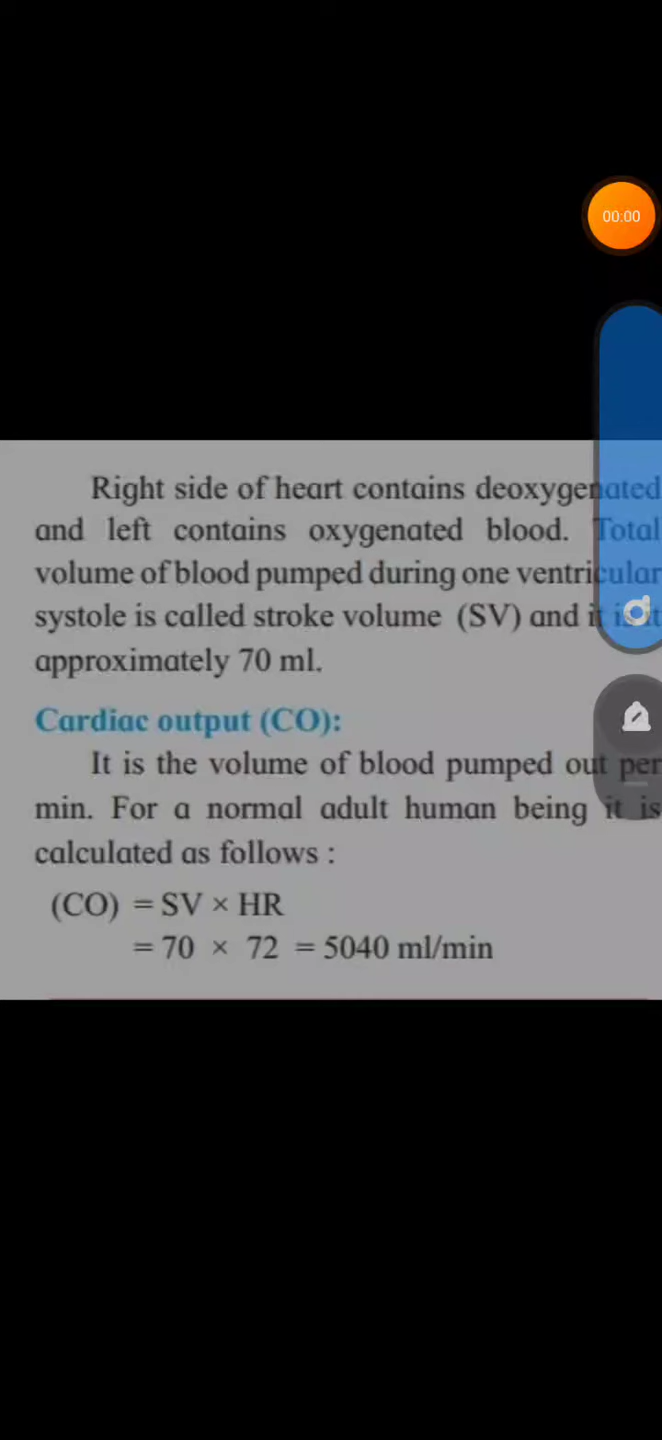 00:00
Right side of heart contains deoxygenated
and left contains oxygenated blood. Total
volume of blood pumped during one ventricular
systole is called stroke volume (SV) and it is
approximately 70 ml.
Cardiac output (CO):
It is the volume of blood pumped out per
min. For a normal adult human being it is
calculated as follows :
(CO) = SV × HR
= 70 × 72 = 5040 ml/min